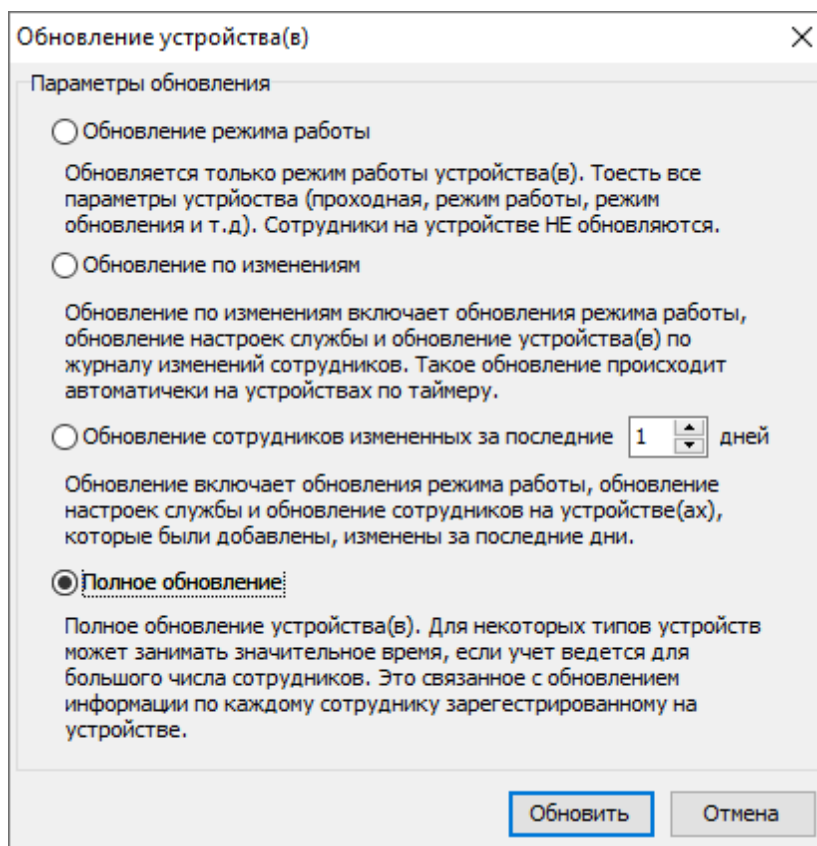 Обновление устройства(в)
Параметры обновления
Обновление режима работы
Обновляется только режим работы устройства(в). Тоесть все
параметры устрйоства (проходная, режим работы, режим
обновления и т.д). Сотрудники на устройстве НЕ обновляются.
Обновление по изменениям
Обновление по изменениям включает обновления режима работы,
обновление настроек службы и обновление устройства(в) по
журналу изменений сотрудников. Такое обновление происходит
автоматичеки на устройствах по таймеру.
Обновление сотрудников измененных за последние 1 дней
Обновление включает обновления режима работы, обновление
настроек службы и обновление сотрудников на устройстве(ах),
которые были добавлены, изменены за последние дни.
Полное обновление
Полное обновление устройства(в). Для некоторых типов устройств
может занимать значительное время, если учет ведется для
большого числа сотрудников. Это связанное с обновлением
информации по каждому сотруднику зарегестрированному на
устройстве.
Обновить Отмена